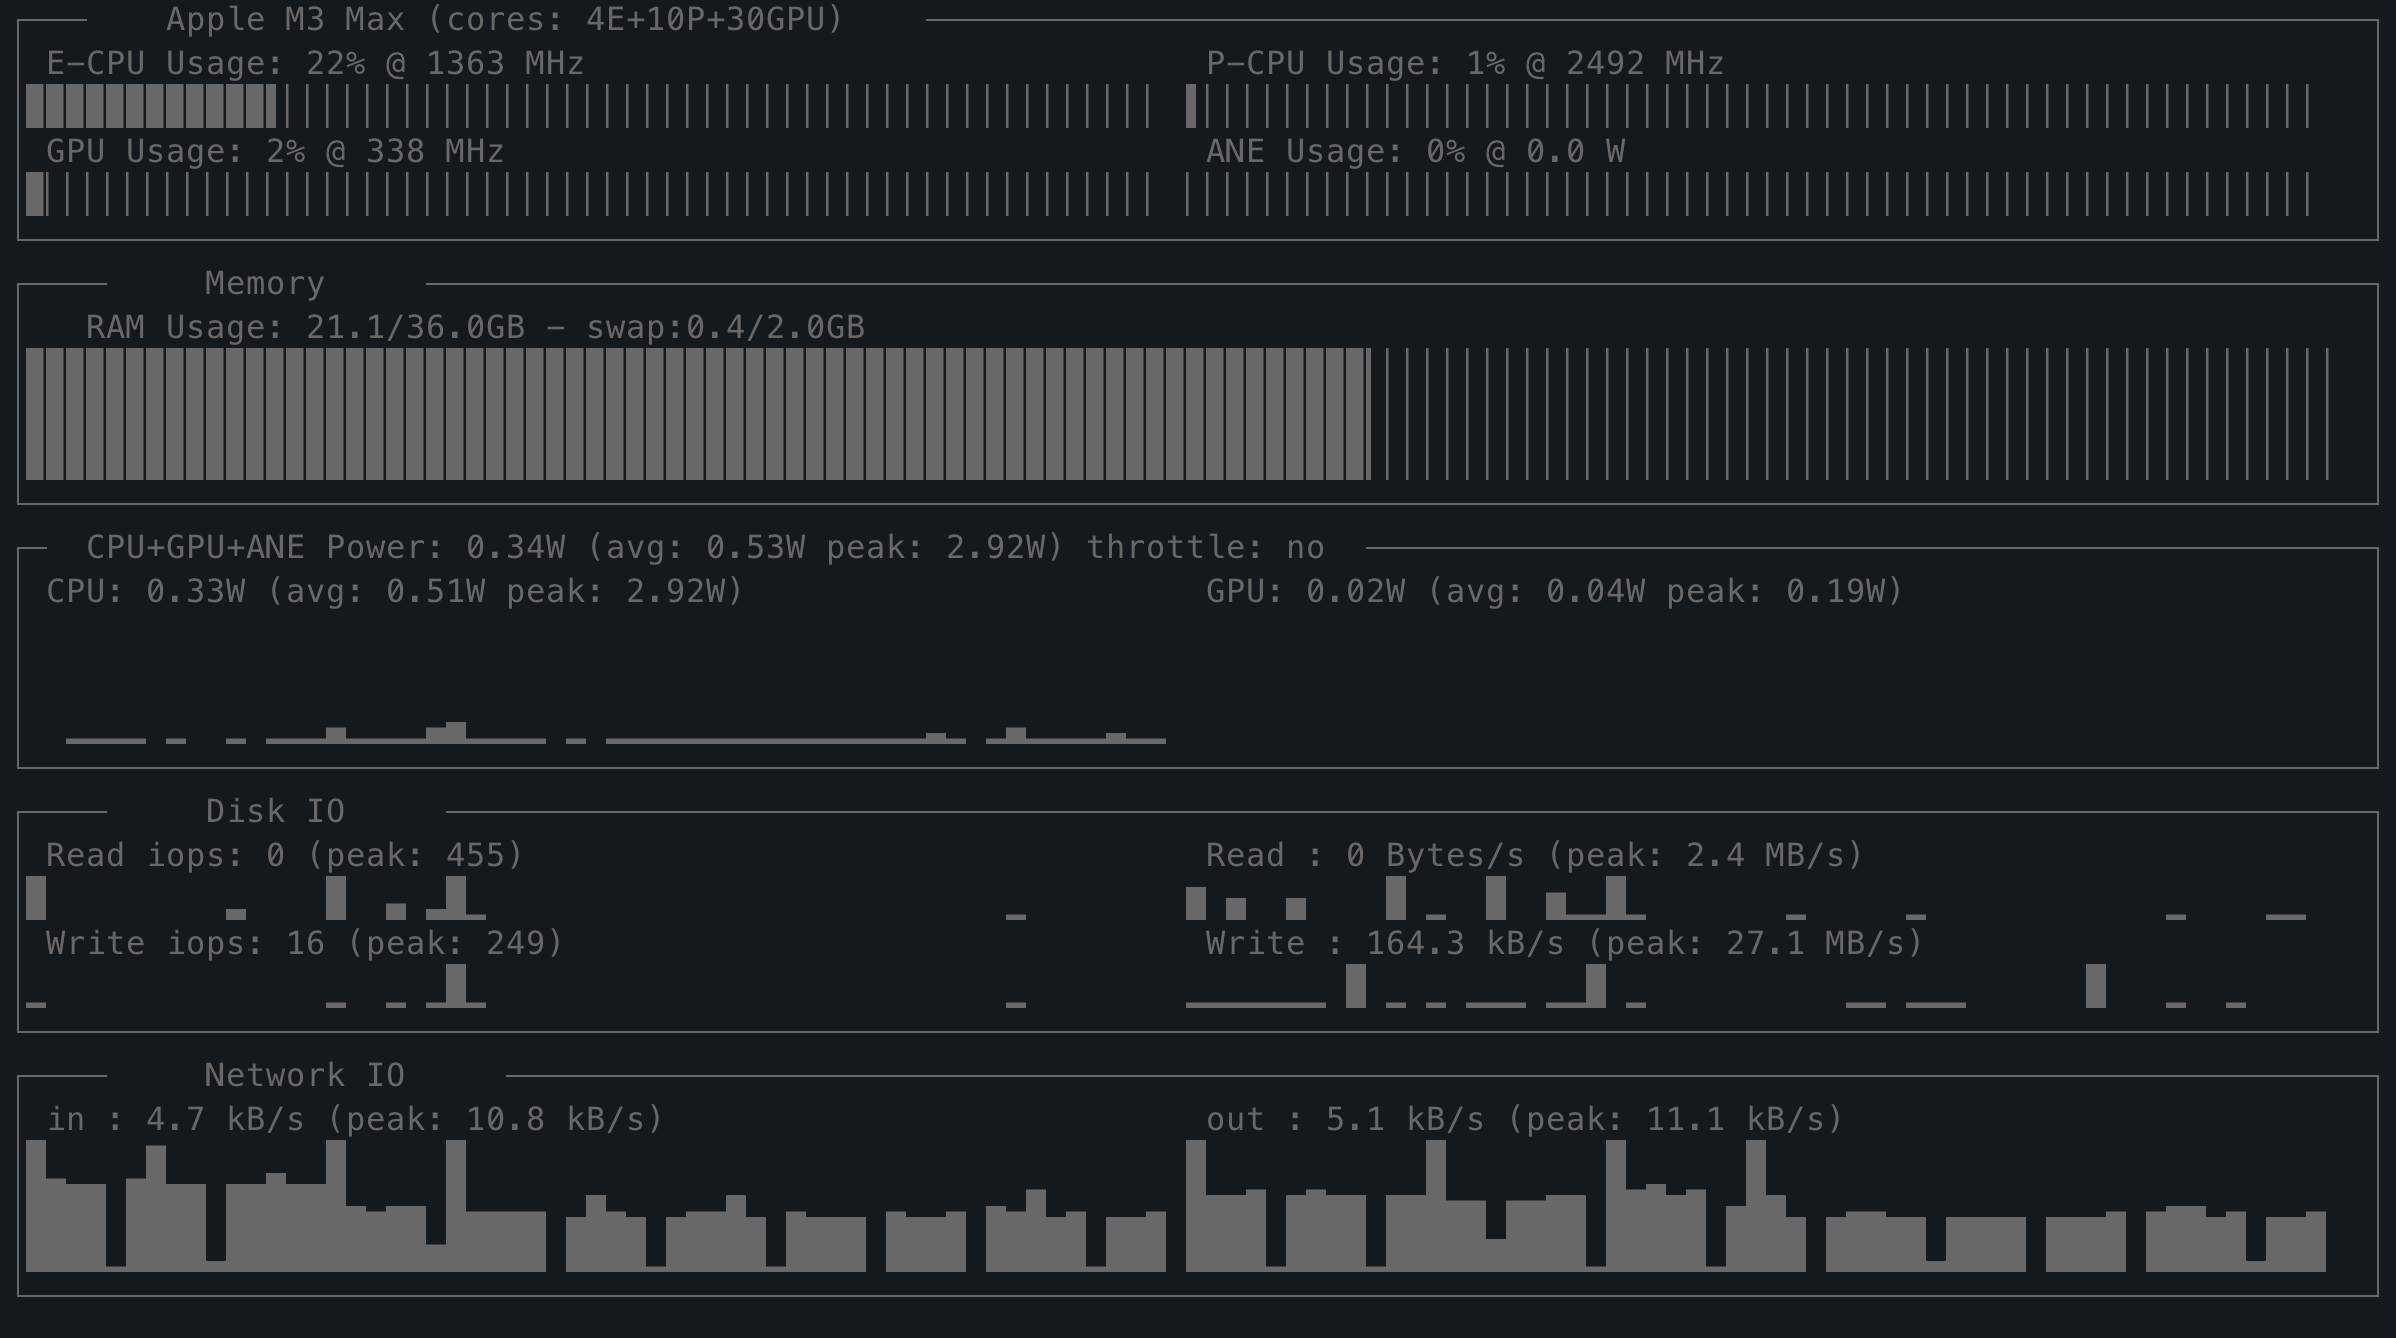 Apple M3 Max (cores: 4E+10P+30GPU)
E-CPU Usage: 22% @ 1363 MHz
P-CPU Usage: 1% @ 2492 MHz
GPU Usage: 2% @ 338 MHz
ANE Usage: 0% @ 0.0 W
Memory
RAM Usage: 21.1/36.0GB - swap:0.4/2.0GB
CPU+GPU+ANE Power: 0.34W (avg: 0.53W peak: 2.92W) throttle: no
CPU: 0.33W (avg: 0.51W peak: 2.92W)
GPU: 0.02W (avg: 0.04W peak: 0.19W)
Disk IO
Read iops: 0 (peak: 455)
Read : 0 Bytes/s (peak: 2.4 MB/s)
Write iops: 16 (peak: 249)
Write : 164.3 kB/s (peak: 27.1 MB/s)
Network IO
in : 4.7 kB/s (peak: 10.8 kB/s)
out : 5.1 kB/s (peak: 11.1 kB/s)